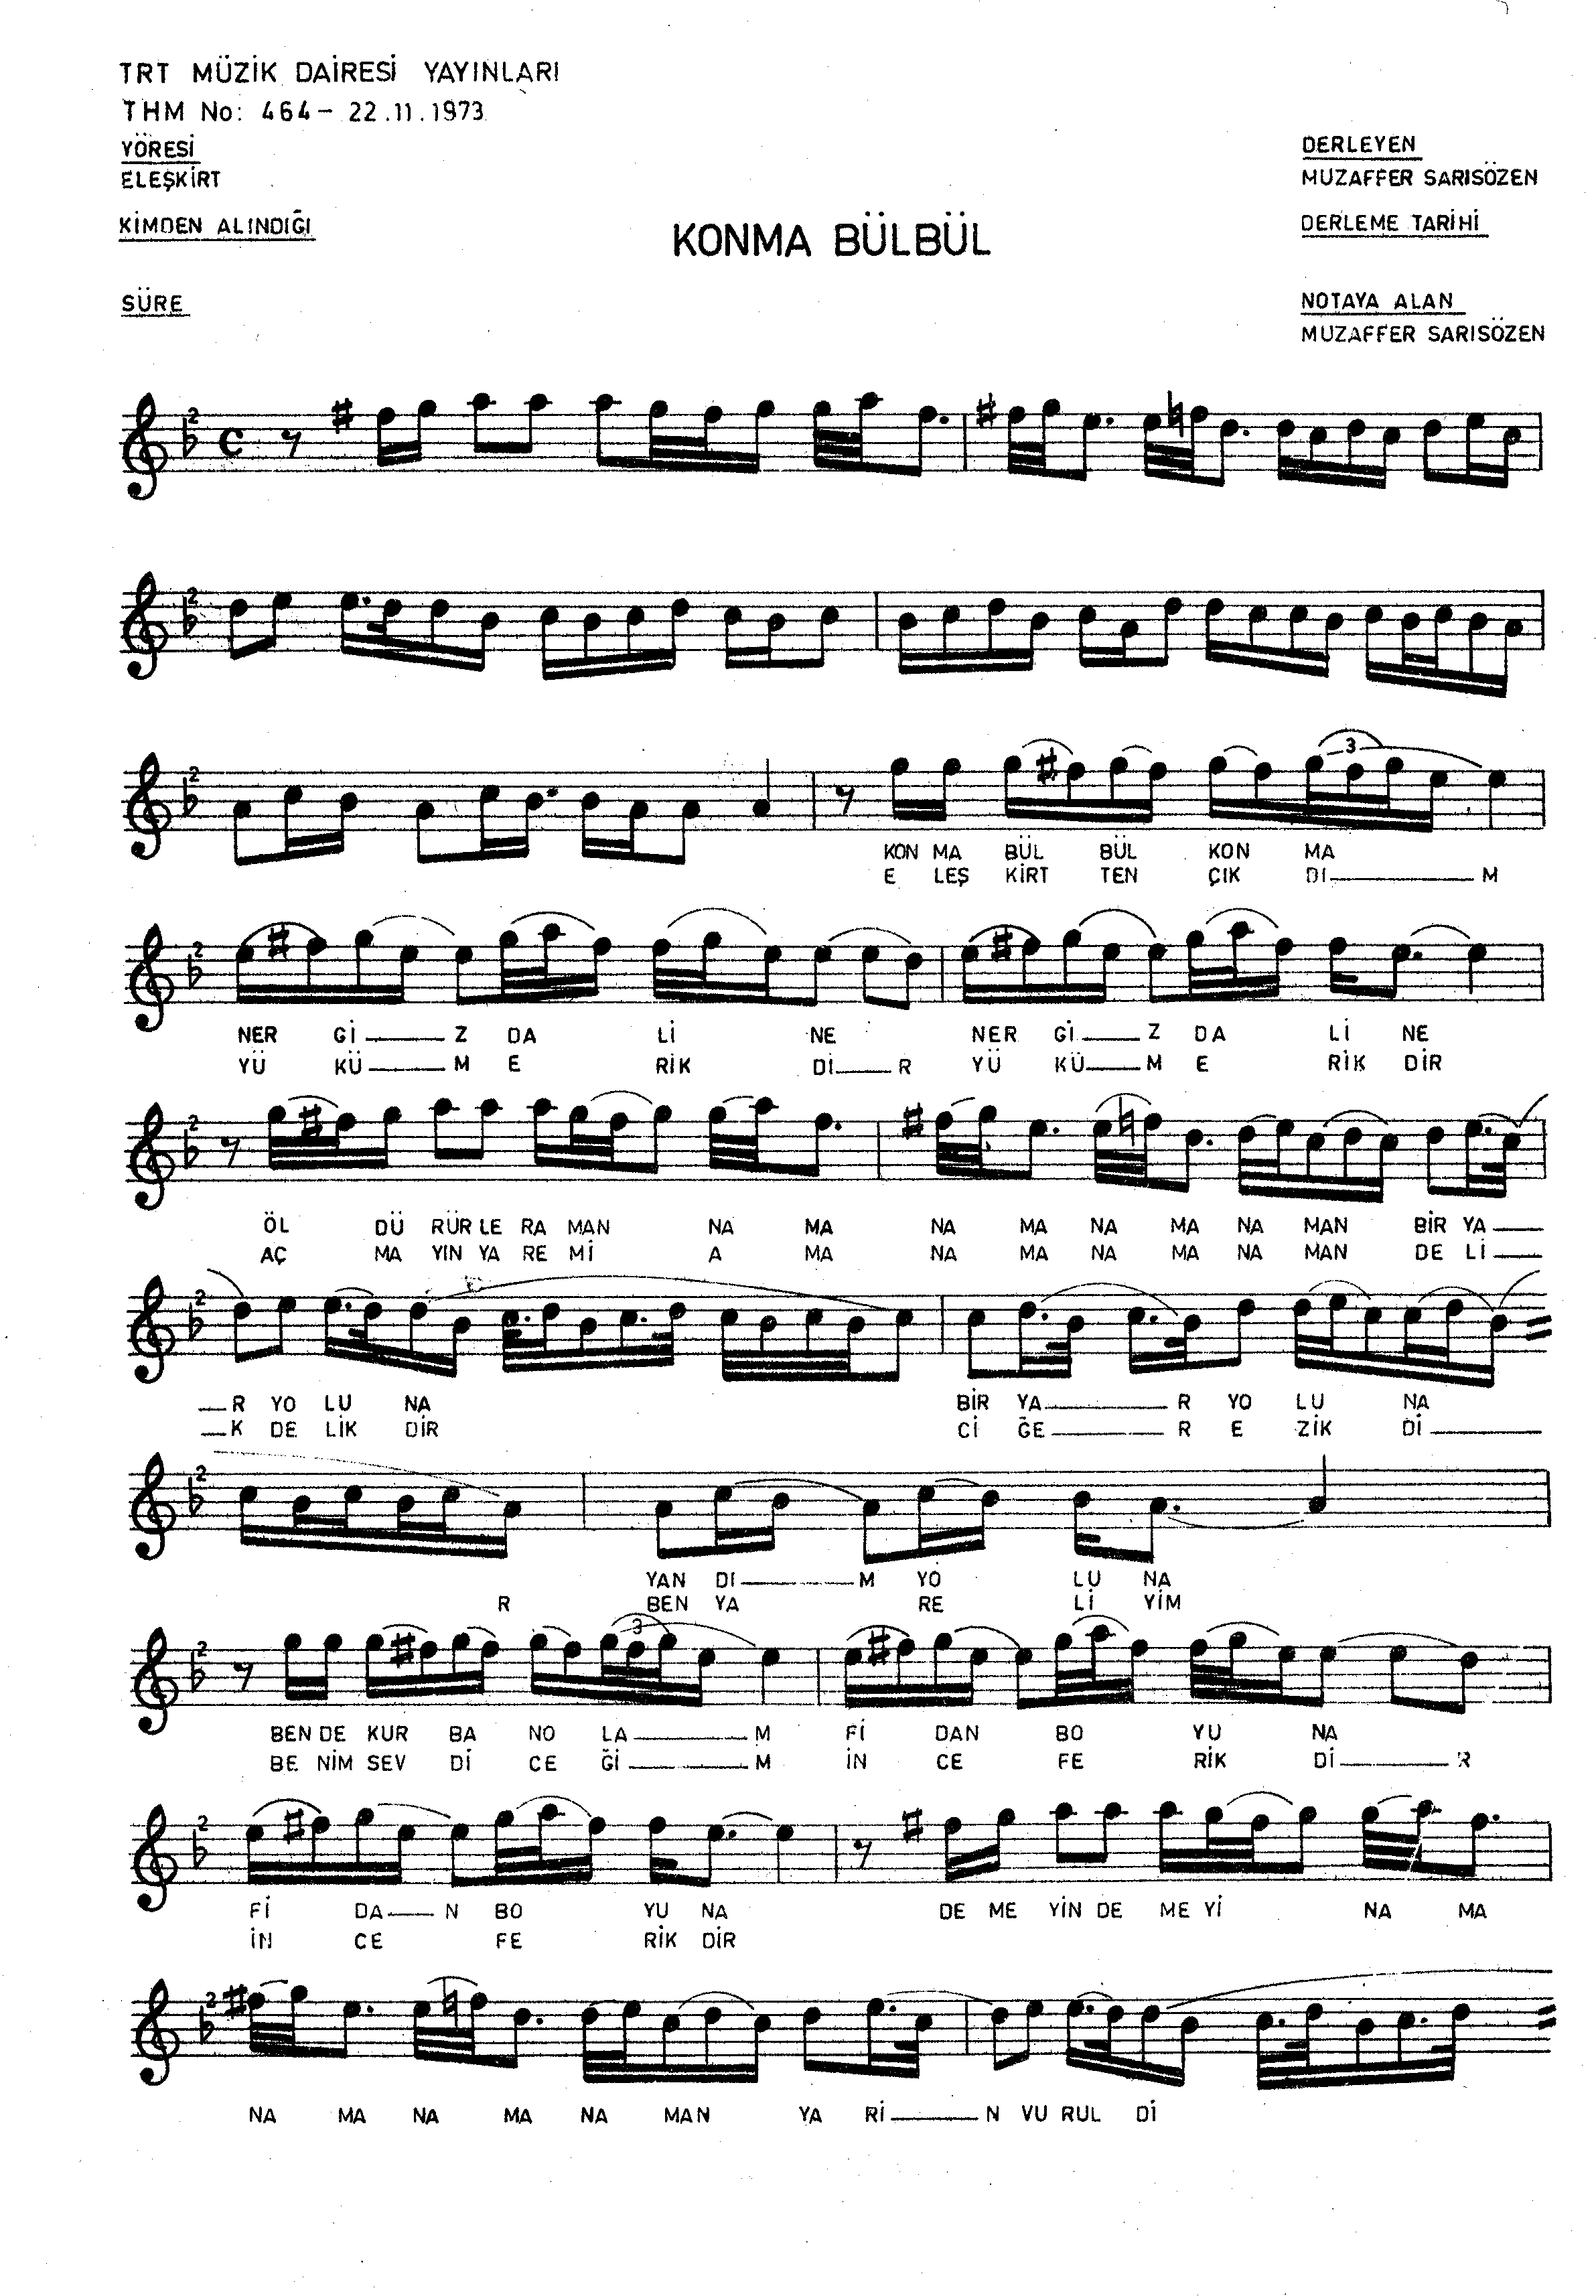 TRT MÜZİK DAİRESİ YAYINLARI
THM No: 464 - 22.11.1973
YÖRESİ
ELEŞKİRT
KİMDEN ALINDIĞI
SÜRE
KONMA BÜLBÜL
DERLEYEN
MUZAFFER SARISÖZEN
DERLEME TARİHİ
NOTAYA ALAN
MUZAFFER SARISÖZEN
KON MA BÜL BÜL KON MA
E LEŞ KİRT TEN ÇIK DI M
3
NER Gİ Z DA Lİ NE NER Gİ Z DA Lİ NE
YÜ KÜ M E RİK Dİ R YÜ KÜ M E RİK DİR
ÖL DÜ RÜR LE RA MAN NA MA NA MA NA MA NA MAN BİR YA
AÇ MA YIN YA RE Mİ A MA NA MA NA MA NA MAN DE Lİ
R YO LU NA BİR YA R YO LU NA
K DE LİK DİR Cİ ĞE R E ZİK Dİ
YAN DI M YO LU NA
R BEN YA RE Lİ YİM
3
BEN DE KUR BA NO LA M Fİ DAN BO YU NA
BE NİM SEV Dİ CE Ğİ M İN CE FE RİK Dİ R
Fİ DA N BO YU NA DE ME YİN DE ME Yİ NA MA
İN CE FE RİK DİR
NA MA NA MA NA MAN YA Rİ N VU RUL Dİ